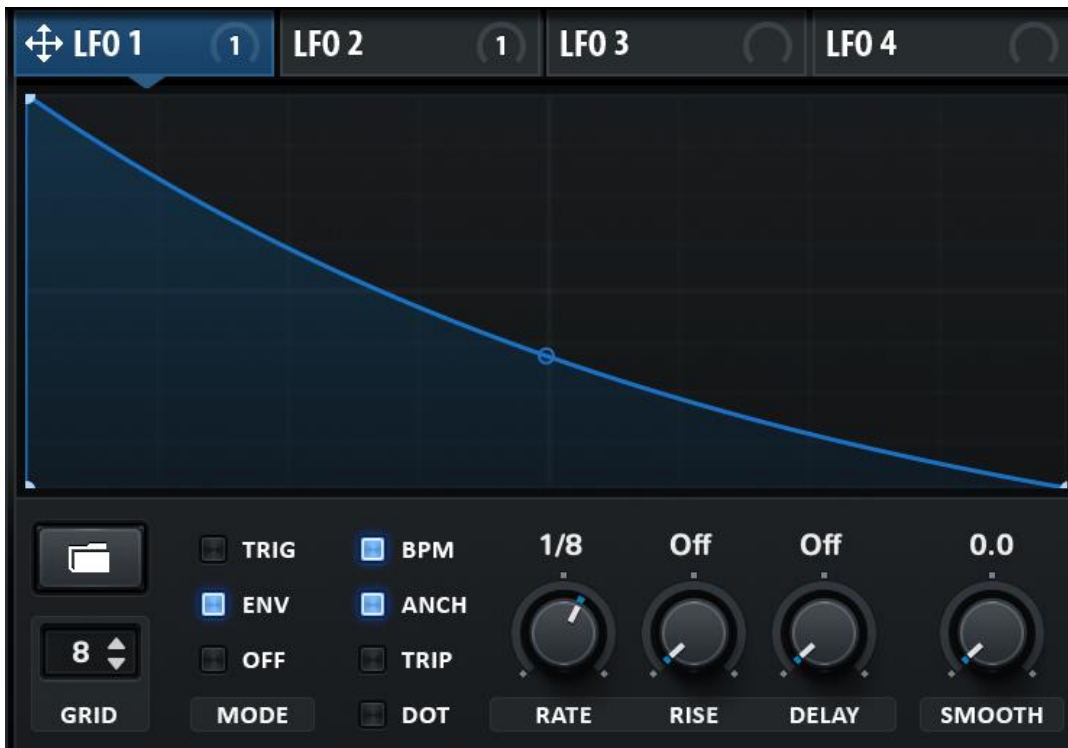 LFO 1 1 LFO 2 1 LFO 3 LFO 4
1/8 Off Off 0.0
TRIG BPM
ENV ANCH
8 OFF TRIP
GRID MODE DOT RATE RISE DELAY SMOOTH